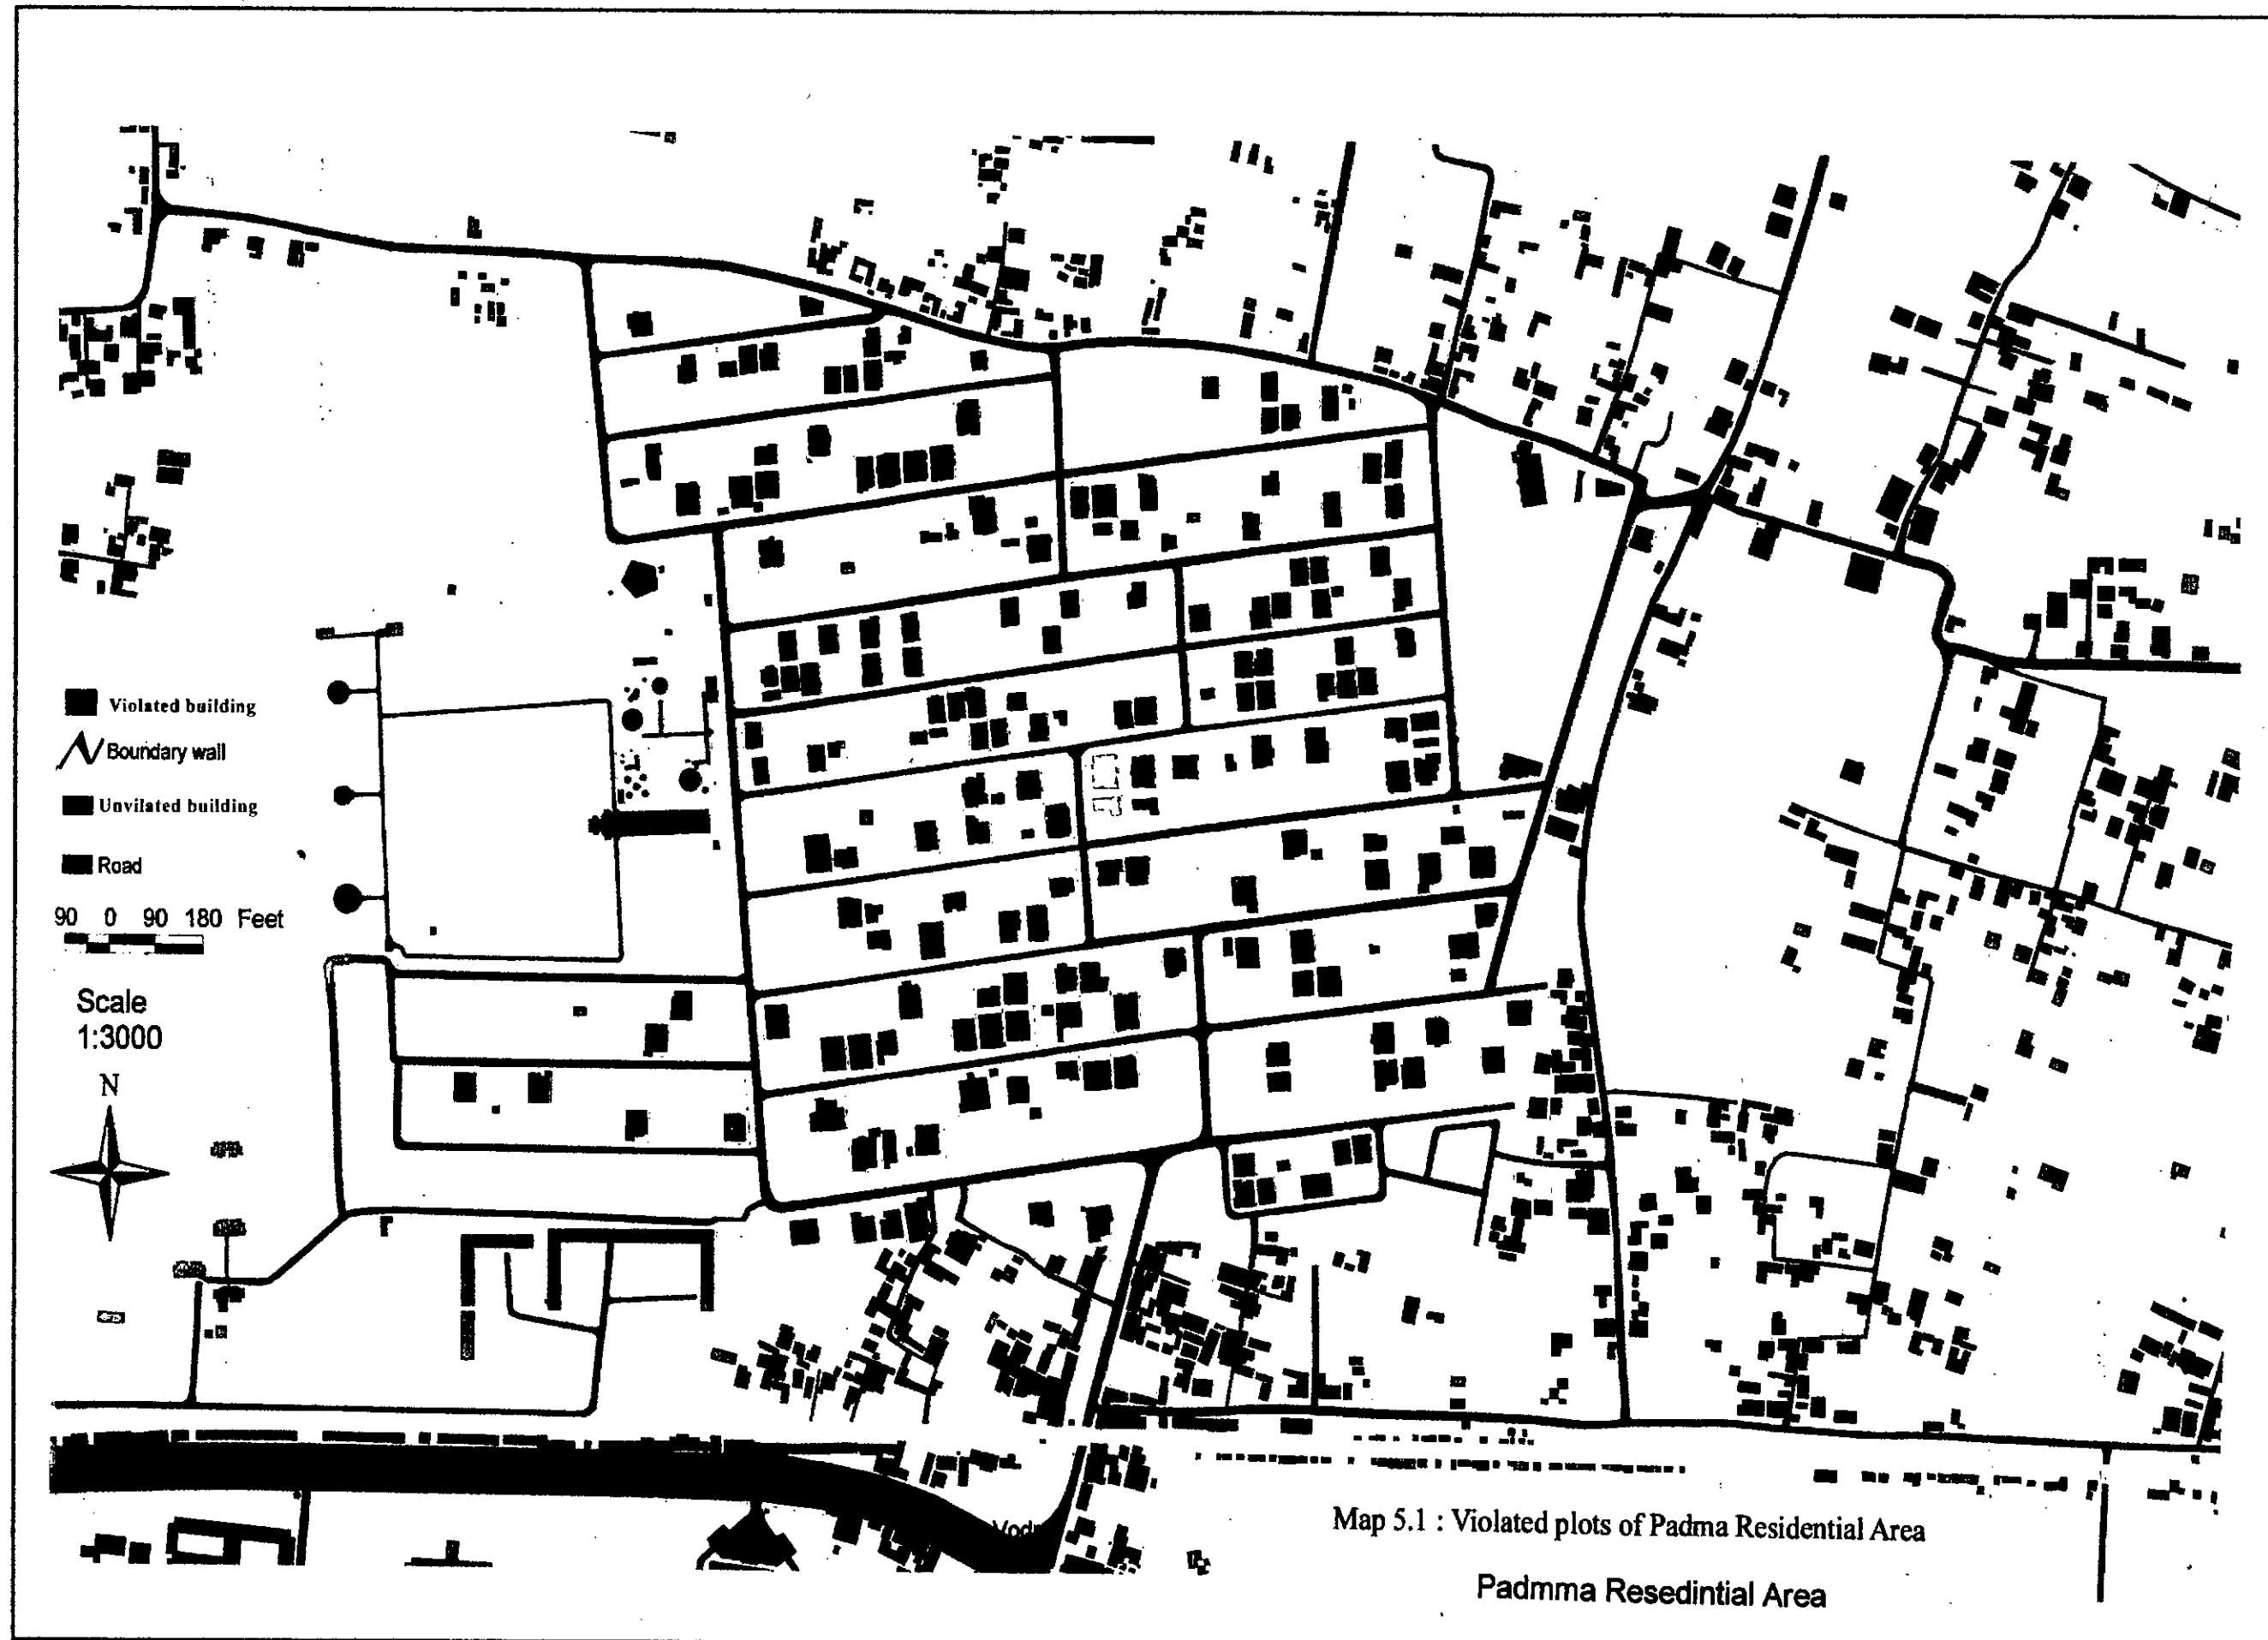 Violated building
Boundary wall
Unvilated building
Road
90 0 90 180 Feet
Scale
1:3000
N
Map 5.1 : Violated plots of Padma Residential Area
Padmma Resedintial Area